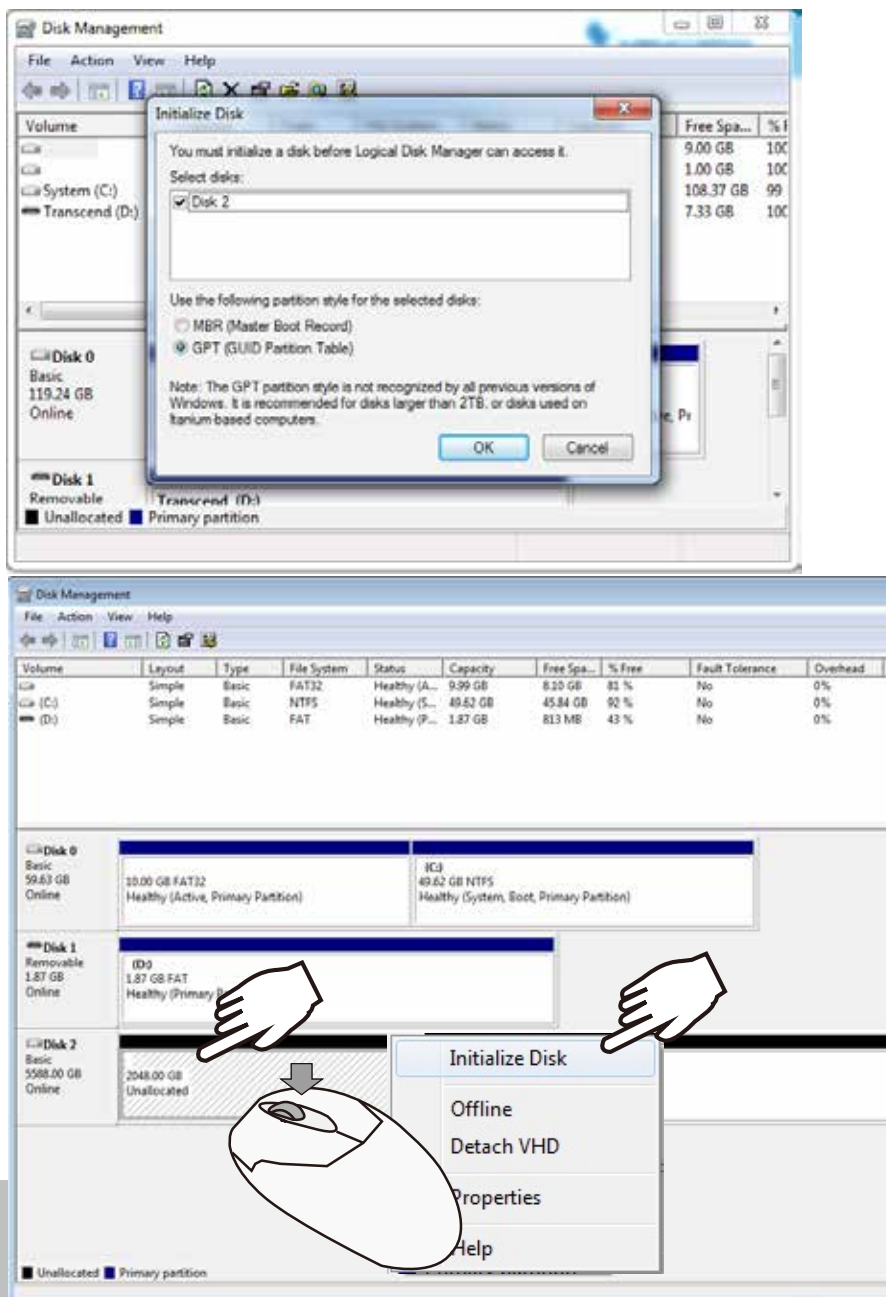 Disk Management
File Action View Help
Initialize Disk
Volume Free Spa... %
You must initialize a disk before Logical Disk Manager can access it.
9.00 GB 100
Select disks:
1.00 GB 100
System (C:) 108.37 GB 99
Disk 2
Transcend (D:) 7.33 GB 100
Use the following partition style for the selected disks:
MBR (Master Boot Record)
GPT (GUID Partition Table)
Note: The GPT partition style is not recognized by all previous versions of
Windows. It is recommended for disks larger than 2TB, or disks used on
Itanium-based computers.
OK Cancel
Disk 0
Basic
119.24 GB
Online
Disk 1
Removable
Transcend (D:)
Unallocated Primary partition
Disk Management
File Action View Help
Volume Layout Type File System Status Capacity Free Spa... % Free Fault Tolerance Overhead
Simple Basic FAT32 Healthy (A... 9.99 GB 8.10 GB 81 % No 0%
(C:) Simple Basic NTFS Healthy (S... 49.62 GB 45.84 GB 92 % No 0%
(D:) Simple Basic FAT Healthy (P... 1.87 GB 813 MB 43 % No 0%
Disk 0
Basic
59.63 GB
Online
10.00 GB FAT32
Healthy (Active, Primary Partition)
(C:)
49.62 GB NTFS
Healthy (System, Boot, Primary Partition)
Disk 1
Removable
1.87 GB
Online
(D:)
1.87 GB FAT
Healthy (Primary
Disk 2
Basic
5588.00 GB
Online
2048.00 GB
Unallocated
Initialize Disk
Offline
Detach VHD
Properties
Help
Unallocated Primary partition